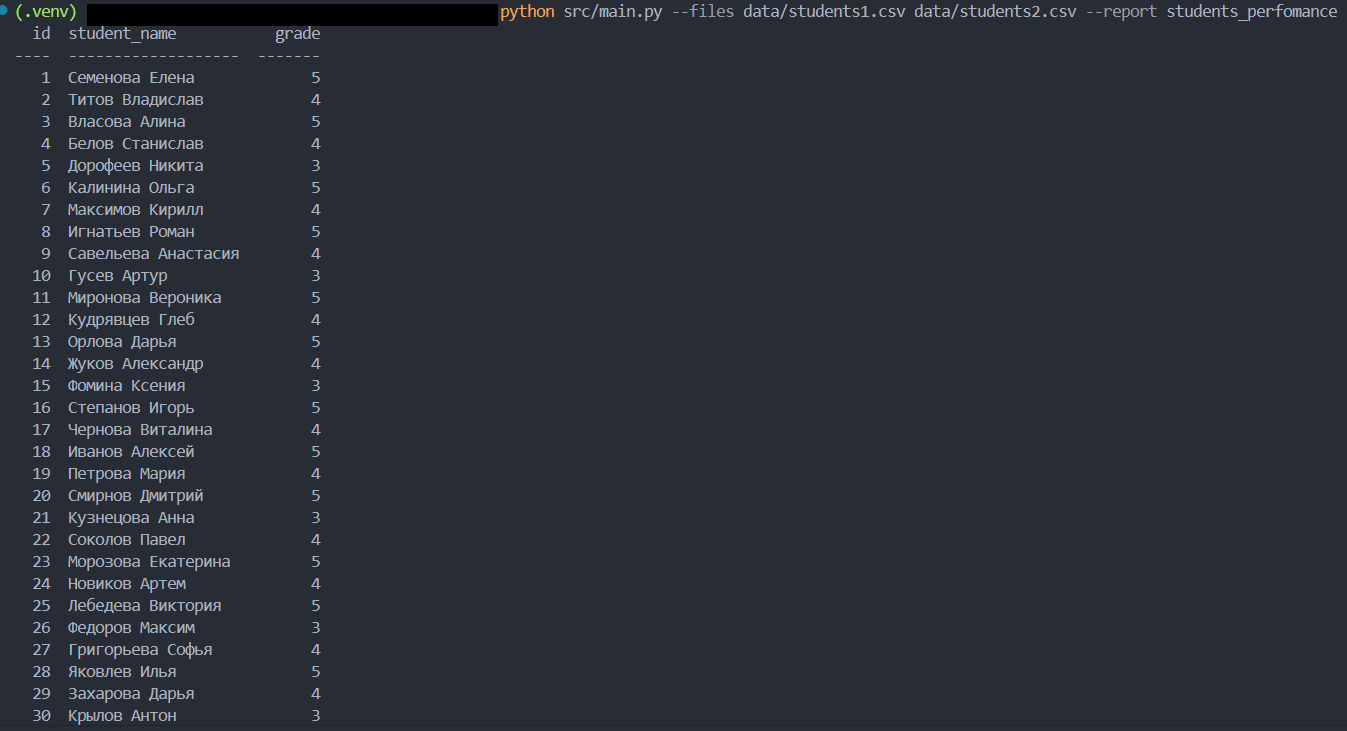 (.venv) python src/main.py --files data/students1.csv data/students2.csv --report students_perfomance
id student_name grade
---- ------------------- -------
1 Семенова Елена 5
2 Титов Владислав 4
3 Власова Алина 5
4 Белов Станислав 4
5 Дорофеев Никита 3
6 Калинина Ольга 5
7 Максимов Кирилл 4
8 Игнатьев Роман 5
9 Савельева Анастасия 4
10 Гусев Артур 3
11 Миронова Вероника 5
12 Кудрявцев Глеб 4
13 Орлова Дарья 5
14 Жуков Александр 4
15 Фомина Ксения 3
16 Степанов Игорь 5
17 Чернова Виталина 4
18 Иванов Алексей 5
19 Петрова Мария 4
20 Смирнов Дмитрий 5
21 Кузнецова Анна 3
22 Соколов Павел 4
23 Морозова Екатерина 5
24 Новиков Артем 4
25 Лебедева Виктория 5
26 Федоров Максим 3
27 Григорьева Софья 4
28 Яковлев Илья 5
29 Захарова Дарья 4
30 Крылов Антон 3